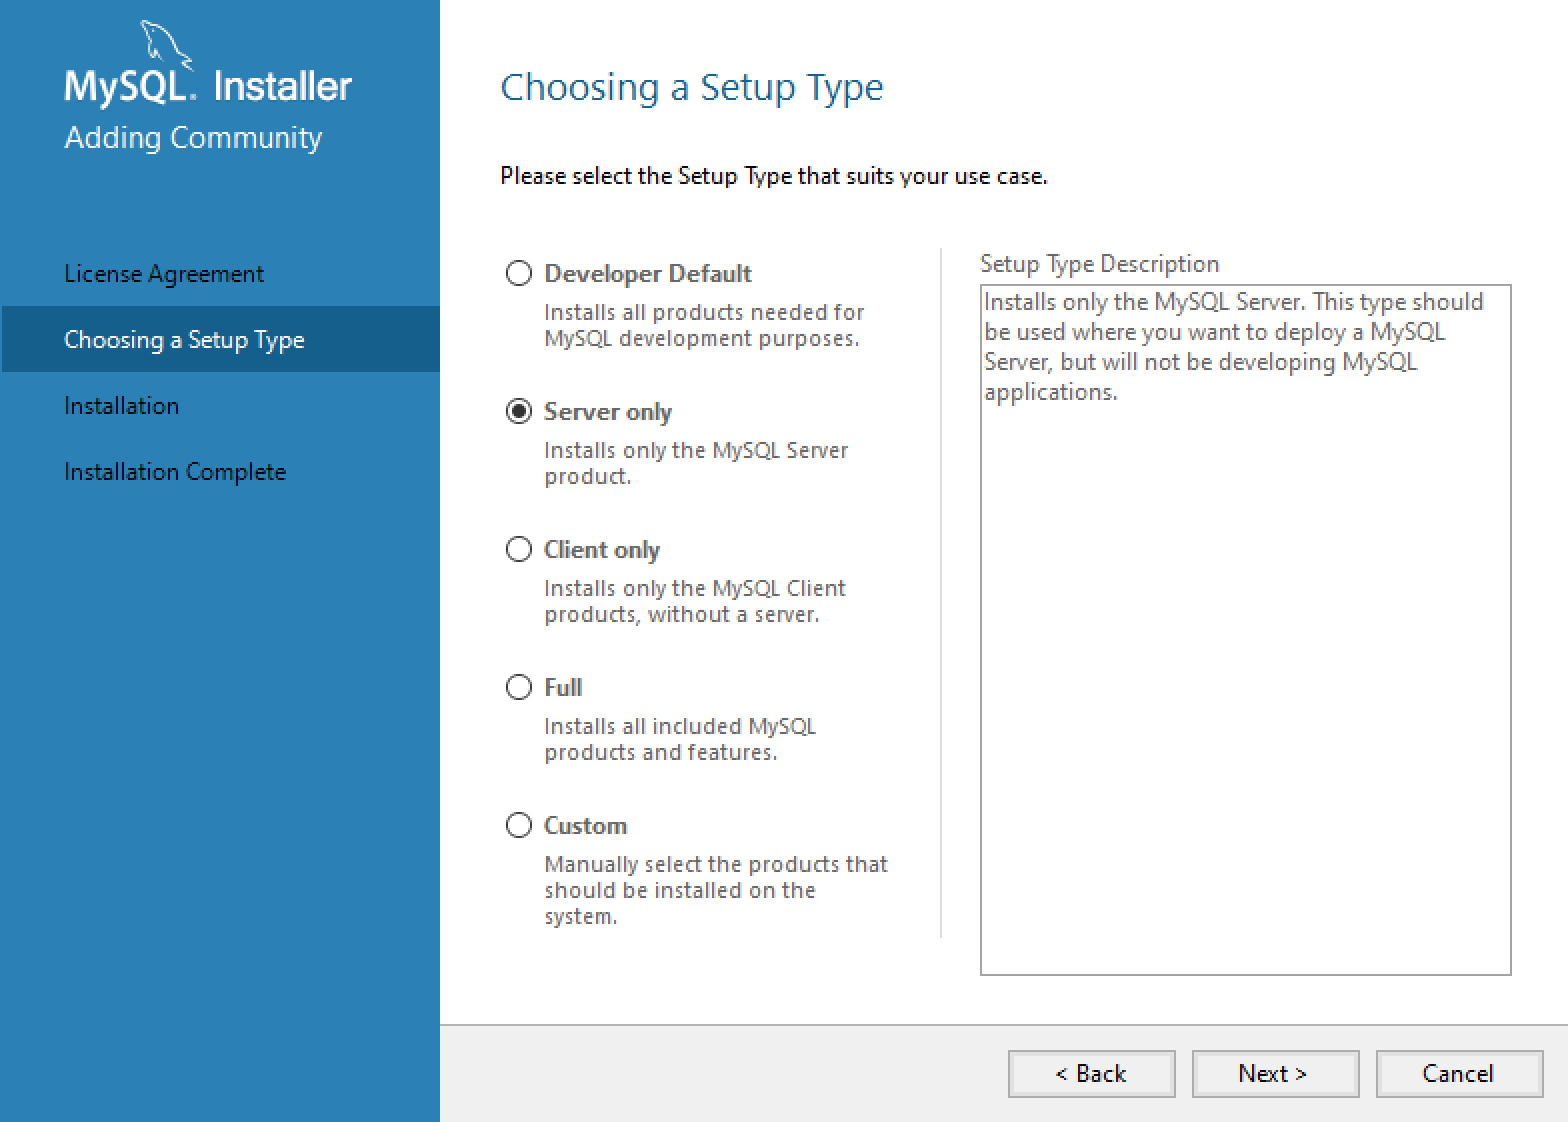 MySQL. Installer
Adding Community
License Agreement
Choosing a Setup Type
Installation
Installation Complete
Choosing a Setup Type
Please select the Setup Type that suits your use case.
Developer Default
Installs all products needed for
MySQL development purposes.
Server only
Installs only the MySQL Server
product.
Client only
Installs only the MySQL Client
products, without a server.
Full
Installs all included MySQL
products and features.
Custom
Manually select the products that
should be installed on the
system.
Setup Type Description
Installs only the MySQL Server. This type should
be used where you want to deploy a MySQL
Server, but will not be developing MySQL
applications.
< Back
Next >
Cancel